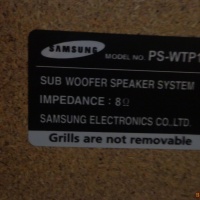 SAMSUNG MODEL NO. PS-WTP1
SUB WOOFER SPEAKER SYSTEM
IMPEDANCE : 8Ω
SAMSUNG ELECTRONICS CO. LTD.
Grills are not removable